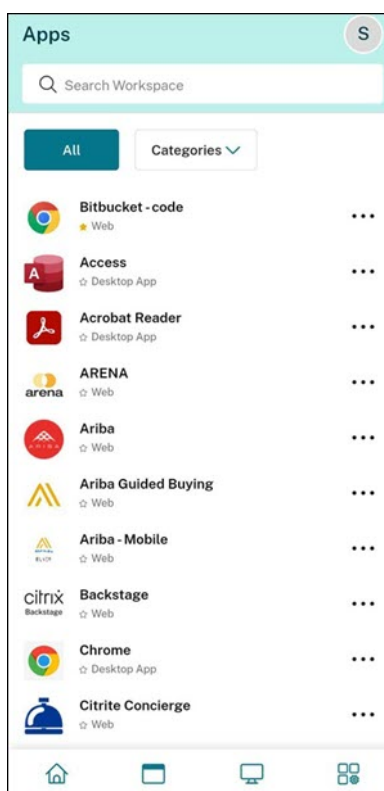 Apps
S
Search Workspace
All
Categories
Bitbucket - code
Web
Access
Desktop App
Acrobat Reader
Desktop App
ARENA
arena
Web
Ariba
ARIBA
Web
Ariba Guided Buying
Web
Ariba - Mobile
Web
citrix
Backstage
Backstage
Web
Chrome
Desktop App
Citrite Concierge
Web